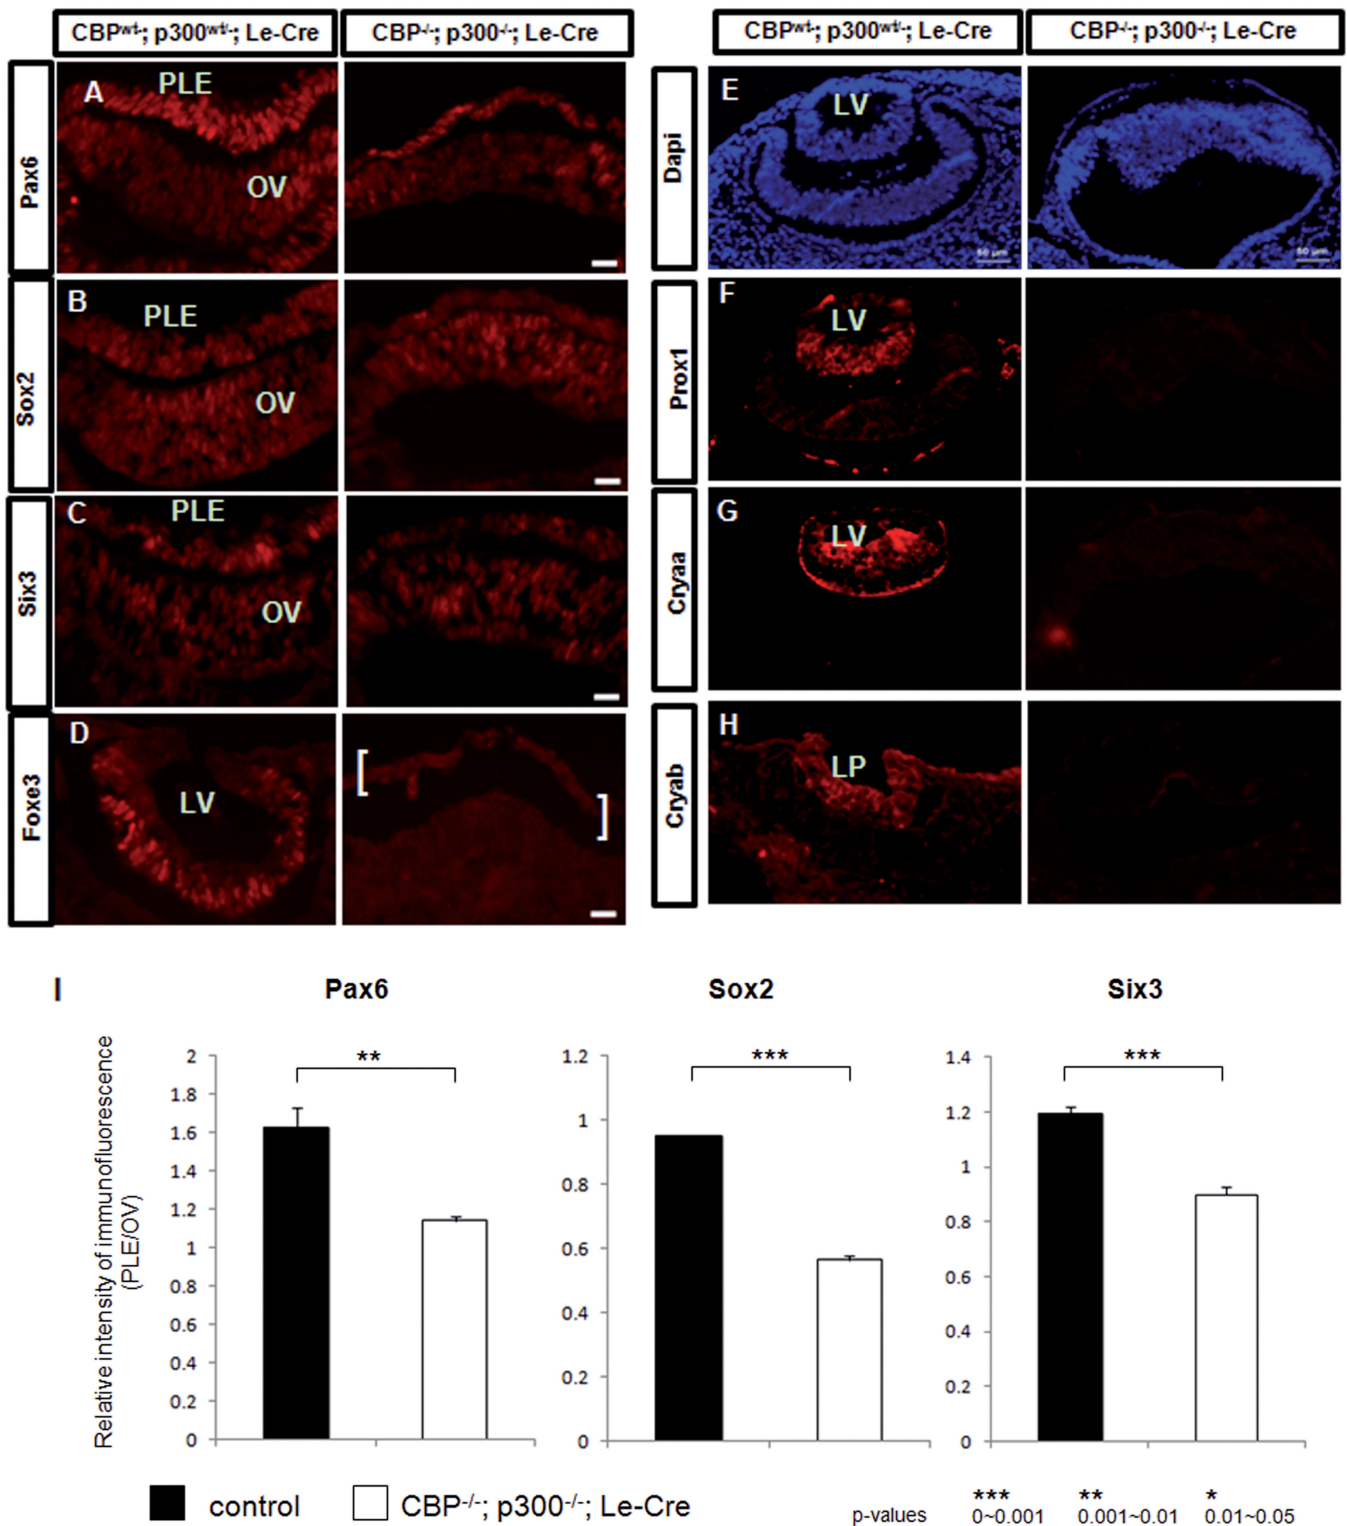 CBPwt-; p300wt/-; Le-Cre
CBP-/-; p300-/-; Le-Cre
CBPwt-; p300wt/-; Le-Cre
CBP-/-; p300-/-; Le-Cre
Pax6
A
PLE
OV
Sox2
B
PLE
OV
Six3
C
PLE
OV
Foxe3
D
LV
[
]
Dapi
E
LV
50 µm
50 µm
Prox1
F
LV
Cryaa
G
LV
Cryab
H
LP
I
Pax6
Sox2
Six3
Relative intensity of immunofluorescence
(PLE/OV)
**
2
1.8
1.6
1.4
1.2
1
0.8
0.6
0.4
0.2
0
***
1.2
1
0.8
0.6
0.4
0.2
0
***
1.4
1.2
1
0.8
0.6
0.4
0.2
0
control
CBP-/-; p300-/-; Le-Cre
p-values
*** ** *
0~0.001 0.001~0.01 0.01~0.05